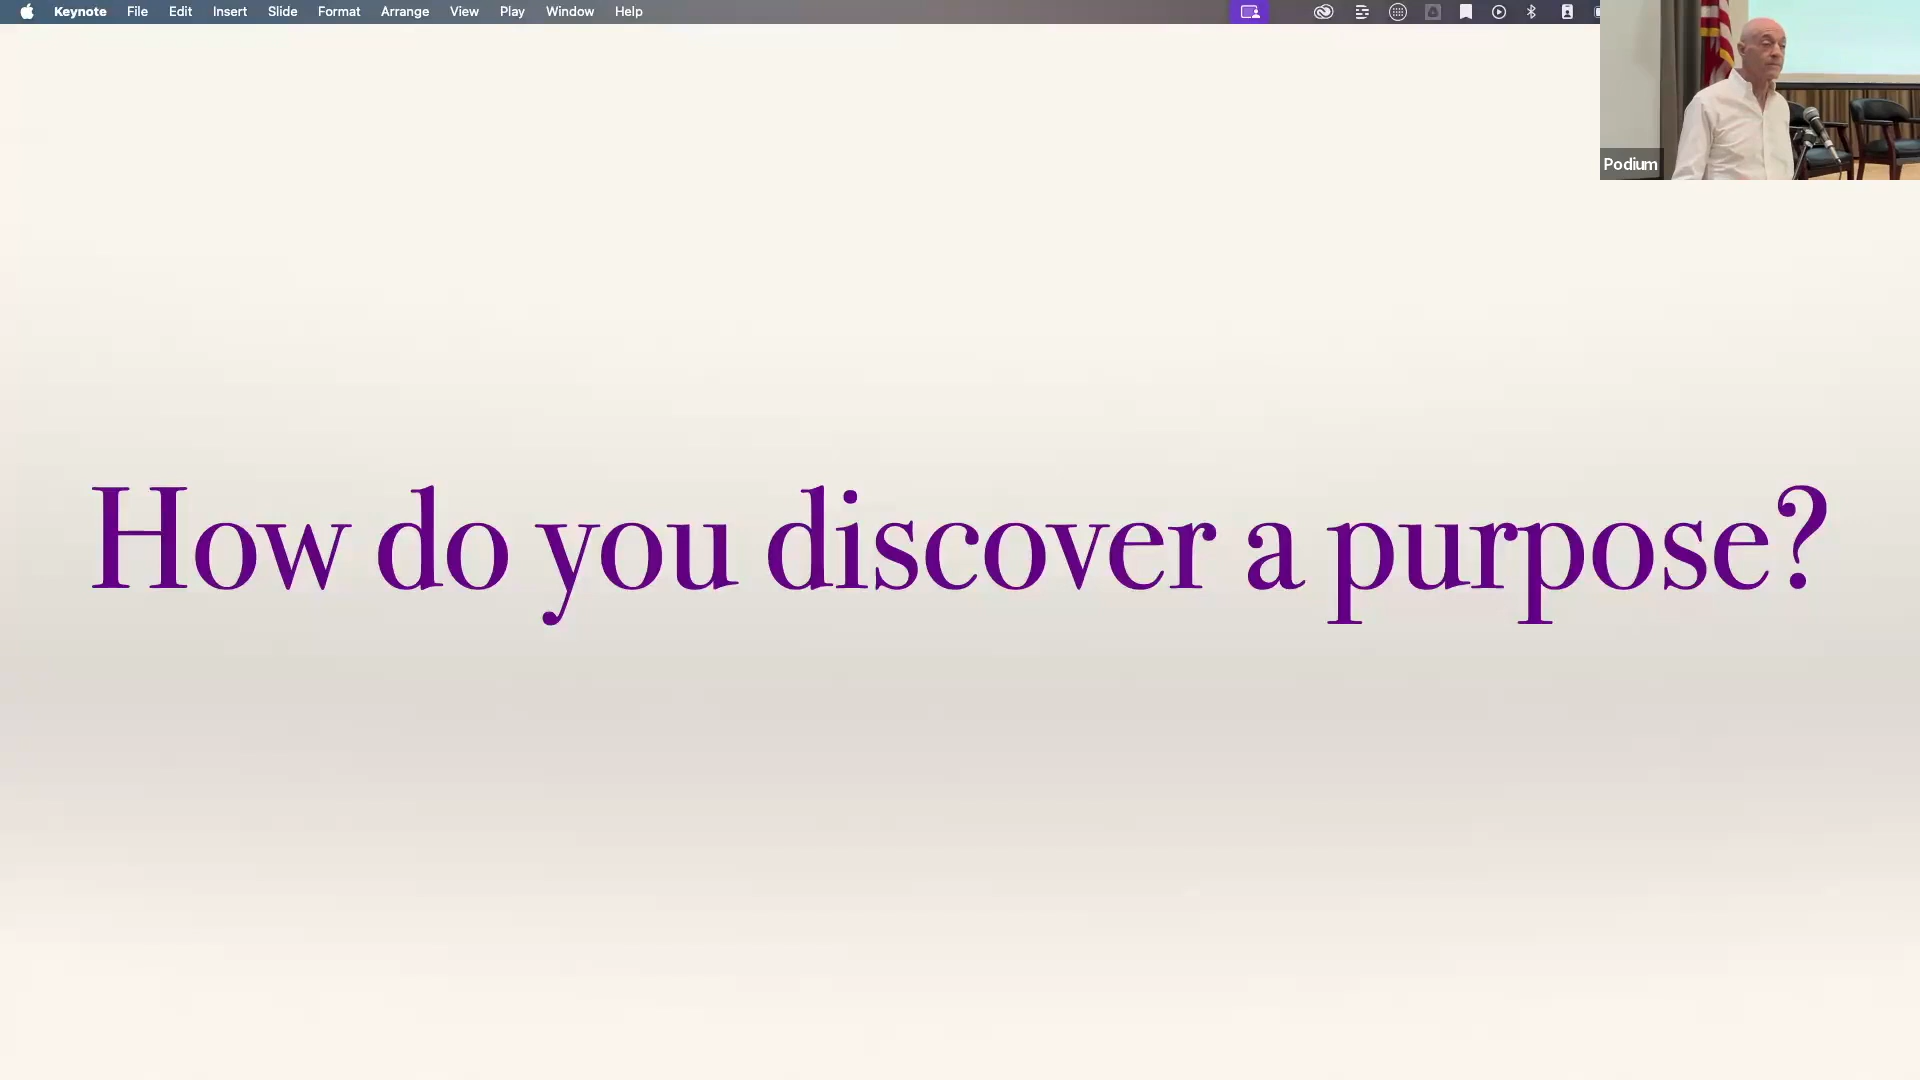 Keynote File Edit Insert Slide Format Arrange View Play Window Help
Podium
How do you discover a purpose?